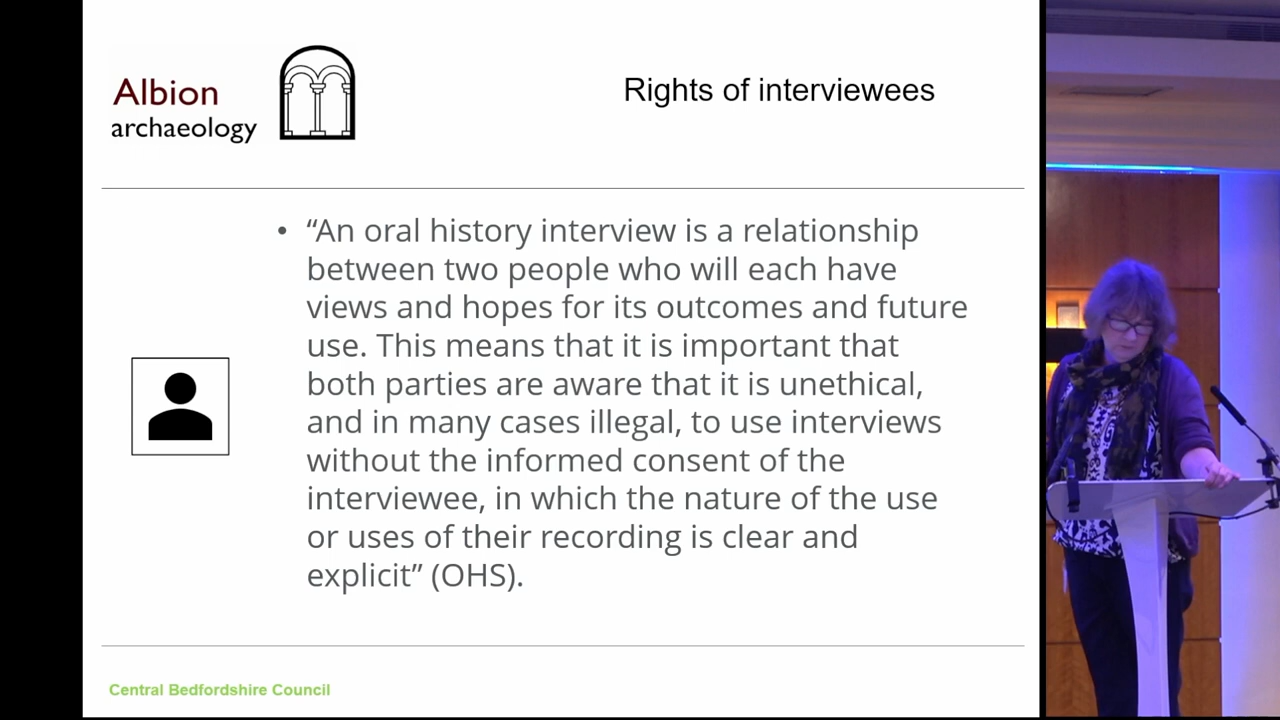 Albion
archaeology
Rights of interviewees
• “An oral history interview is a relationship
between two people who will each have
views and hopes for its outcomes and future
use. This means that it is important that
both parties are aware that it is unethical,
and in many cases illegal, to use interviews
without the informed consent of the
interviewee, in which the nature of the use
or uses of their recording is clear and
explicit” (OHS).
Central Bedfordshire Council